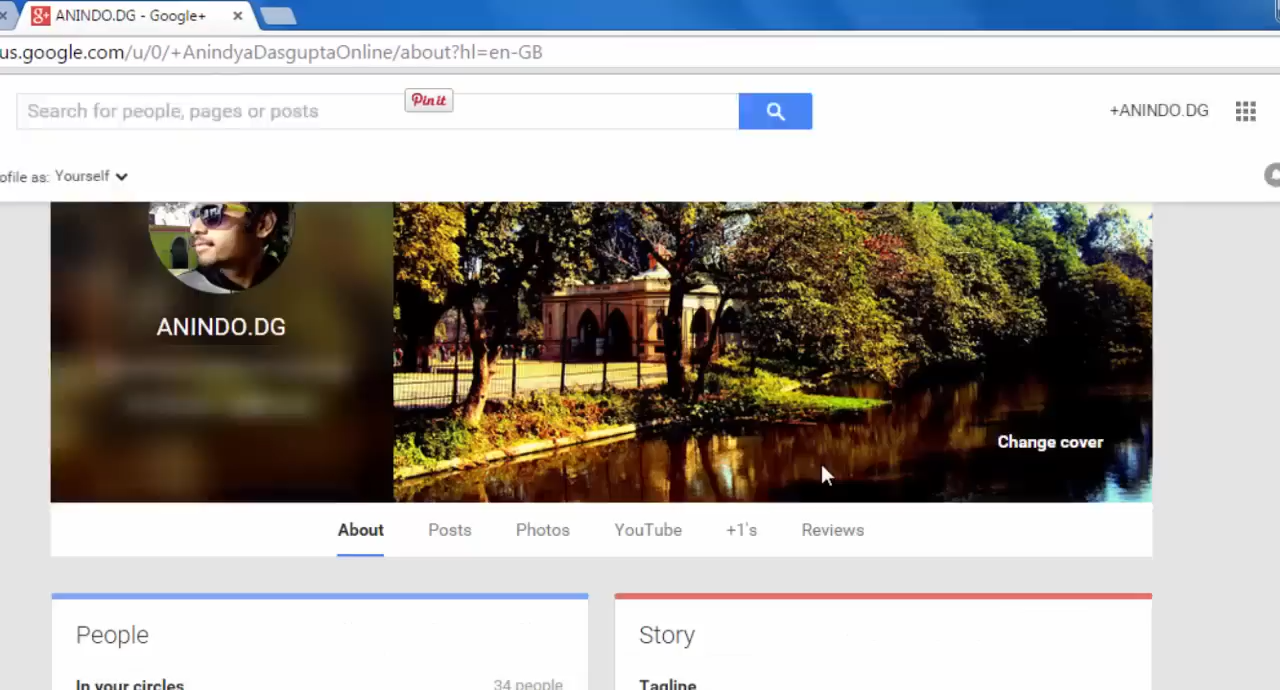 ANINDO.DG - Google+
us.google.com/u/0/+AnindyaDasguptaOnline/about?hl=en-GB
Search for people, pages or posts
Pin it
+ANINDO.DG
ofile as: Yourself
ANINDO.DG
Change cover
About Posts Photos YouTube +1's Reviews
People
Story
In your circles 34 people
Tagline